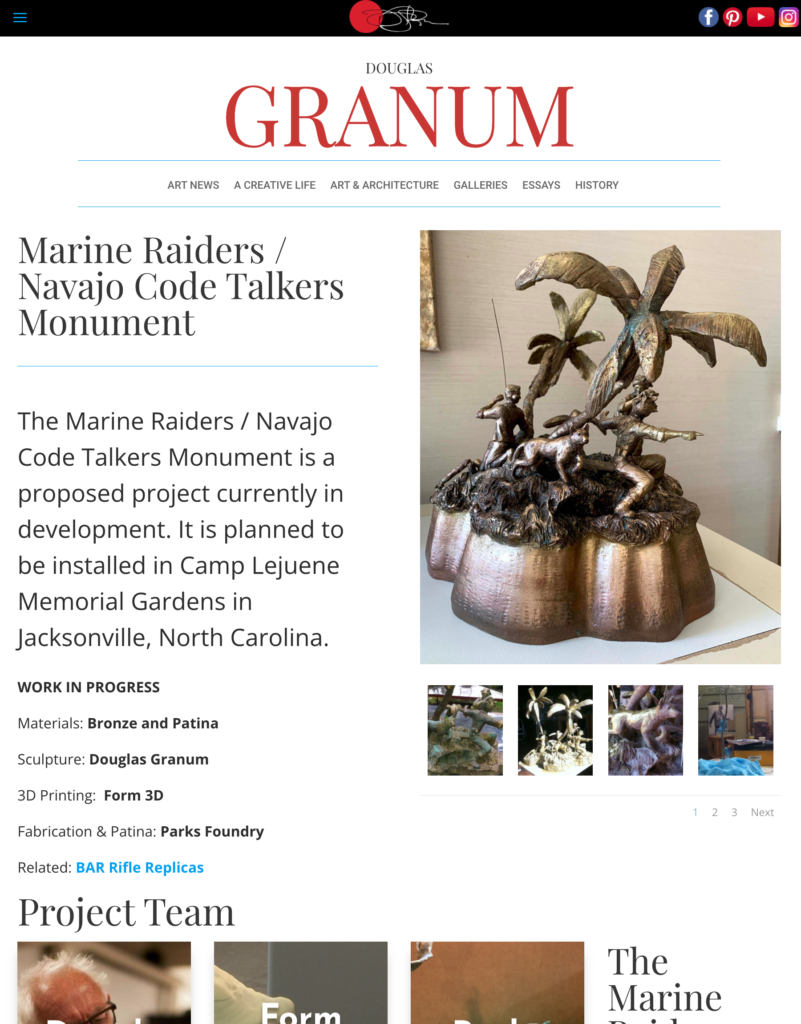 DOUGLAS
GRANUM
ART NEWS A CREATIVE LIFE ART & ARCHITECTURE GALLERIES ESSAYS HISTORY
Marine Raiders /
Navajo Code Talkers
Monument
The Marine Raiders / Navajo
Code Talkers Monument is a
proposed project currently in
development. It is planned to
be installed in Camp Lejuene
Memorial Gardens in
Jacksonville, North Carolina.
WORK IN PROGRESS
Materials: Bronze and Patina
Sculpture: Douglas Granum
3D Printing: Form 3D
Fabrication & Patina: Parks Foundry
Related: BAR Rifle Replicas
1 2 3 Next
Project Team
Form
The
Marine